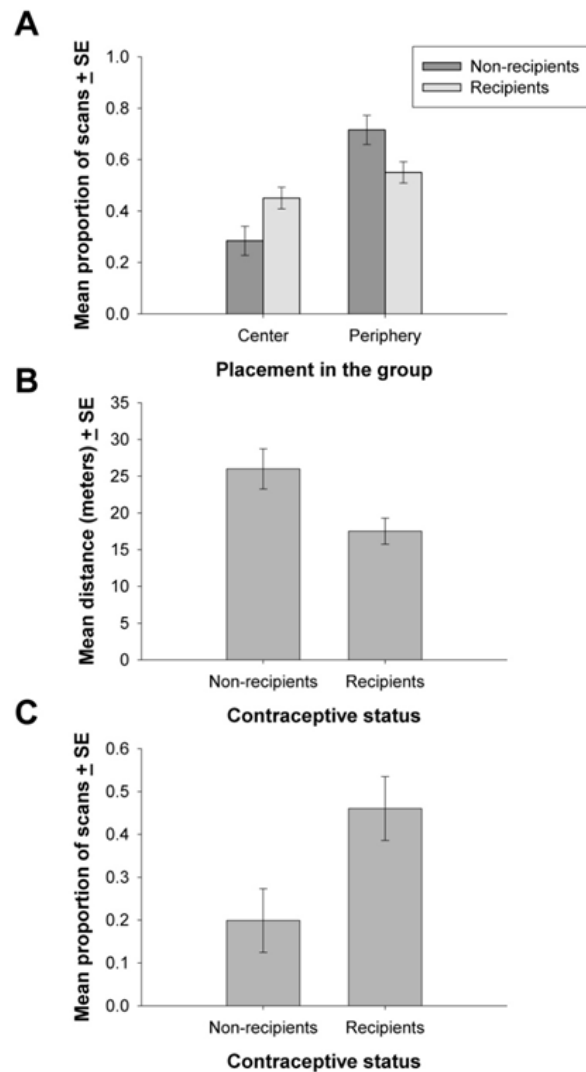 A
Mean proportion of scans ± SE
1.0
0.8
0.6
0.4
0.2
0.0
Non-recipients
Recipients
Center Periphery
Placement in the group
B
Mean distance (meters) ± SE
35
30
25
20
15
10
5
0
Non-recipients Recipients
Contraceptive status
C
Mean proportion of scans ± SE
0.6
0.5
0.4
0.3
0.2
0.1
0.0
Non-recipients Recipients
Contraceptive status